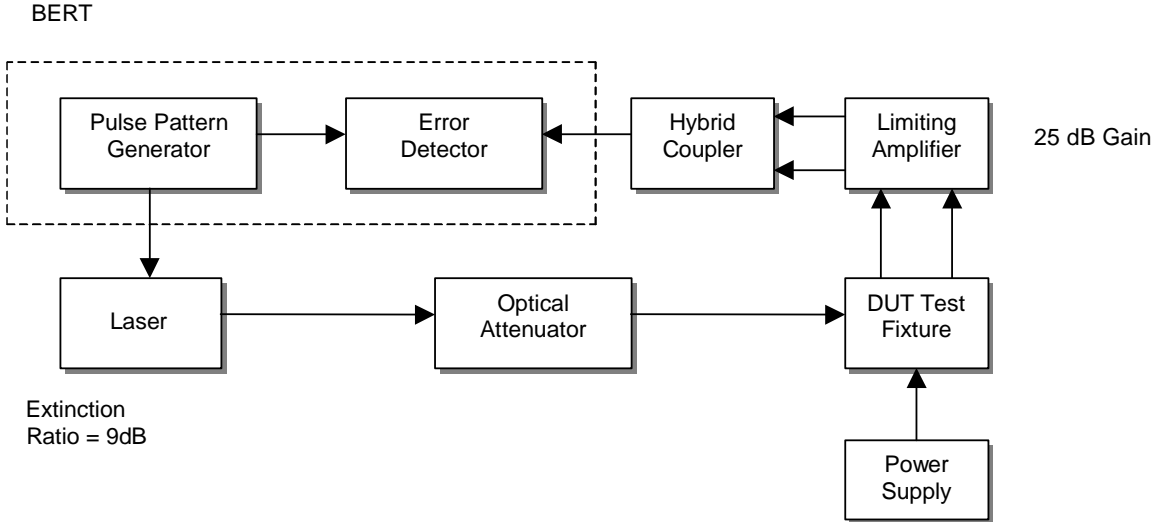 BERT
Pulse Pattern
Generator
Error
Detector
Hybrid
Coupler
Limiting
Amplifier
25 dB Gain
Laser
Optical
Attenuator
DUT Test
Fixture
Extinction
Ratio = 9dB
Power
Supply